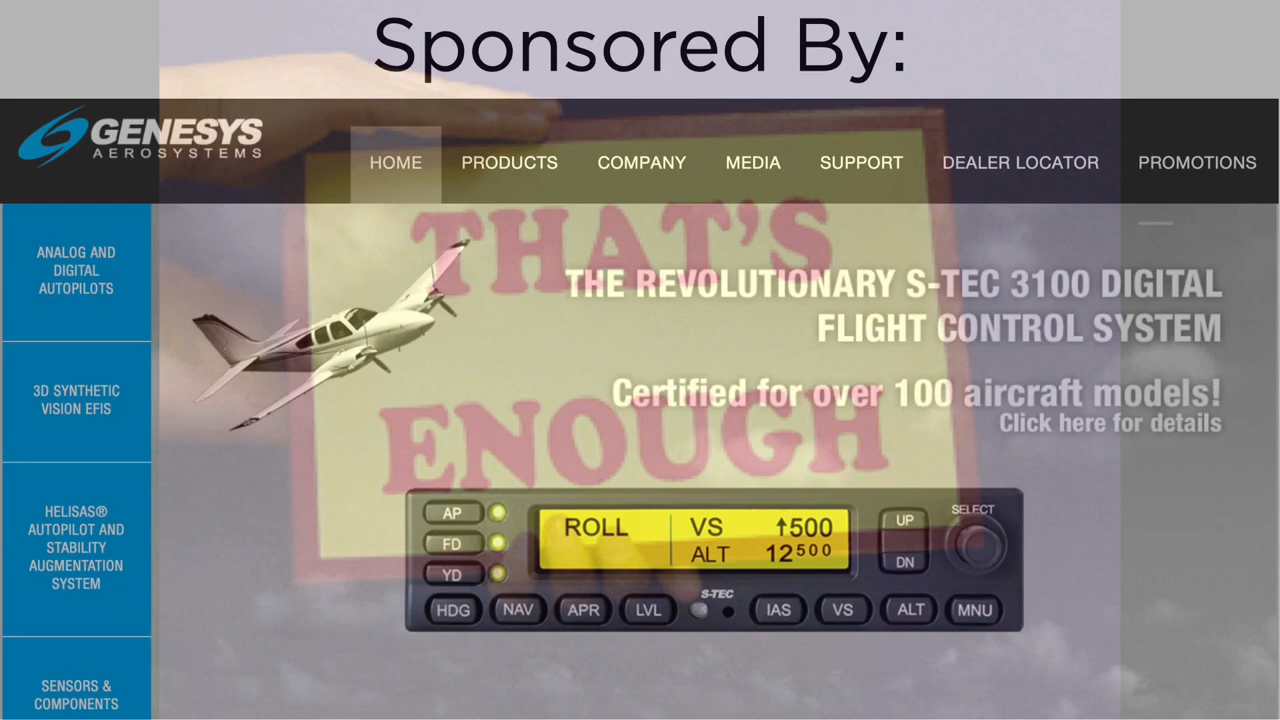 Sponsored By:
GENESYS
AEROSYSTEMS
HOME PRODUCTS COMPANY MEDIA SUPPORT DEALER LOCATOR PROMOTIONS
ANALOG AND
DIGITAL
AUTOPILOTS
3D SYNTHETIC
VISION EFIS
HELISAS®
AUTOPILOT AND
STABILITY
AUGMENTATION
SYSTEM
SENSORS &
COMPONENTS
THAT'S
ENOUGH
THE REVOLUTIONARY S-TEC 3100 DIGITAL
FLIGHT CONTROL SYSTEM
Certified for over 100 aircraft models!
Click here for details
AP
FD
YD
ROLL VS ↑500
ALT 12500
UP
DN
SELECT
S-TEC
HDG NAV APR LVL IAS VS ALT MNU